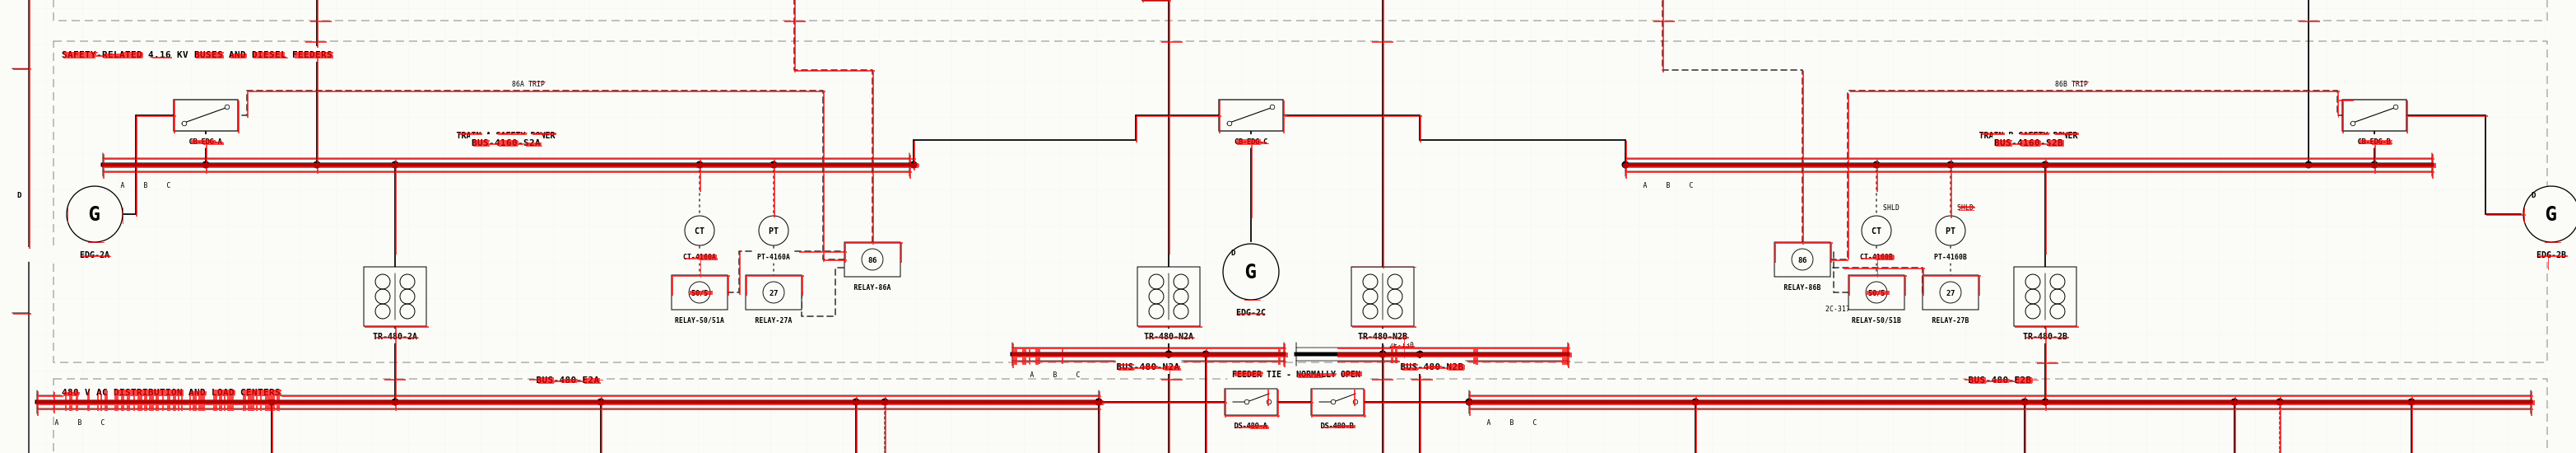 SAFETY-RELATED 4.16 KV BUSES AND DIESEL FEEDERS
86A TRIP
86B TRIP
CB-EDG-A
CB-EDG-C
CB-EDG-B
BUS-4160-S2A
BUS-4160-S2B
A B C
A B C
D
G
EDG-2A
CT
PT
CT-4160A
PT-4160A
86
RELAY-86A
27
RELAY-50/51A
RELAY-27A
D
G
EDG-2C
SHLD
SHLD
CT
PT
CT-4160B
PT-4160B
86
RELAY-86B
27
RELAY-50/51B
RELAY-27B
D
G
EDG-2B
TR-480-2A
TR-480-N2A
TR-480-N2B
TR-480-2B
BUS-480-N2A
BUS-480-N2B
A B C
FEEDER TIE - NORMALLY OPEN
BUS-480-E2A
BUS-480-E2B
480 V AC DISTRIBUTION AND LOAD CENTERS
A B C
DS-480-A
DS-480-B
A B C